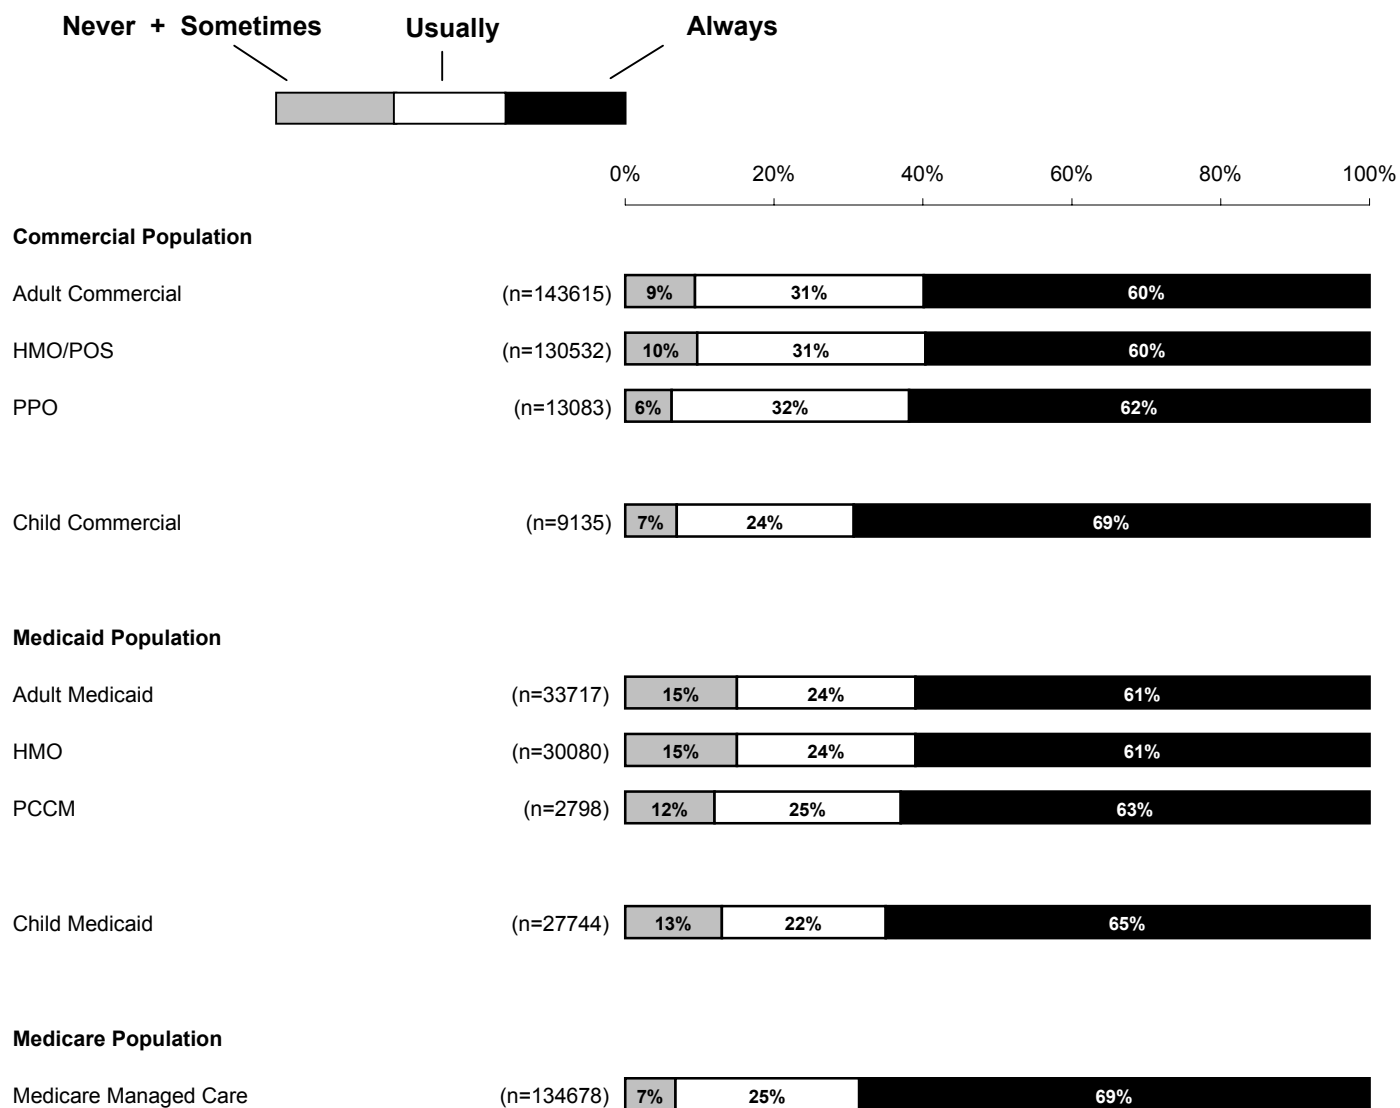 Never + Sometimes Usually Always
0% 20% 40% 60% 80% 100%
Commercial Population
Adult Commercial (n=143615) 9% 31% 60%
HMO/POS (n=130532) 10% 31% 60%
PPO (n=13083) 6% 32% 62%
Child Commercial (n=9135) 7% 24% 69%
Medicaid Population
Adult Medicaid (n=33717) 15% 24% 61%
HMO (n=30080) 15% 24% 61%
PCCM (n=2798) 12% 25% 63%
Child Medicaid (n=27744) 13% 22% 65%
Medicare Population
Medicare Managed Care (n=134678) 7% 25% 69%